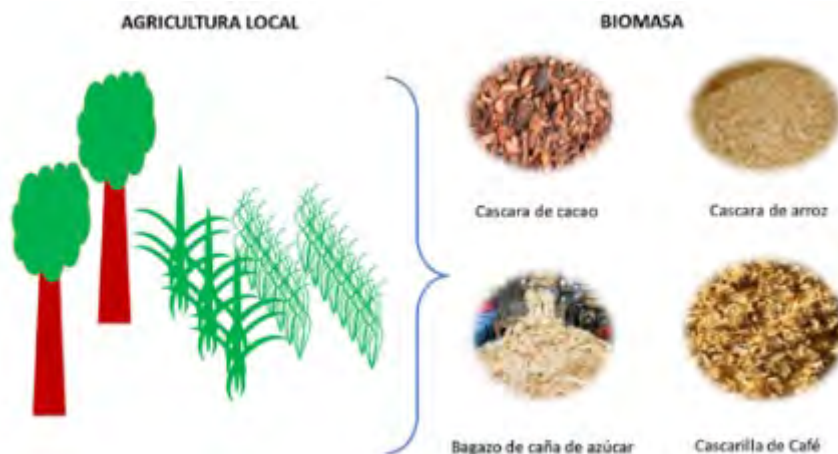 AGRICULTURA LOCAL
BIOMASA
Cascara de cacao
Cascara de arroz
Bagazo de caña de azúcar
Cascarilla de Café